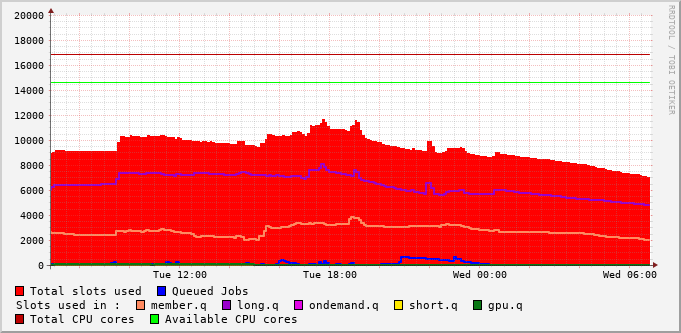 RRDTOOL / TOBI OETIKER
20000
18000
16000
14000
12000
10000
8000
6000
4000
2000
0
Tue 12:00 Tue 18:00 Wed 00:00 Wed 06:00
Total slots used Queued Jobs
Slots used in : member.q long.q ondemand.q short.q gpu.q
Total CPU cores Available CPU cores